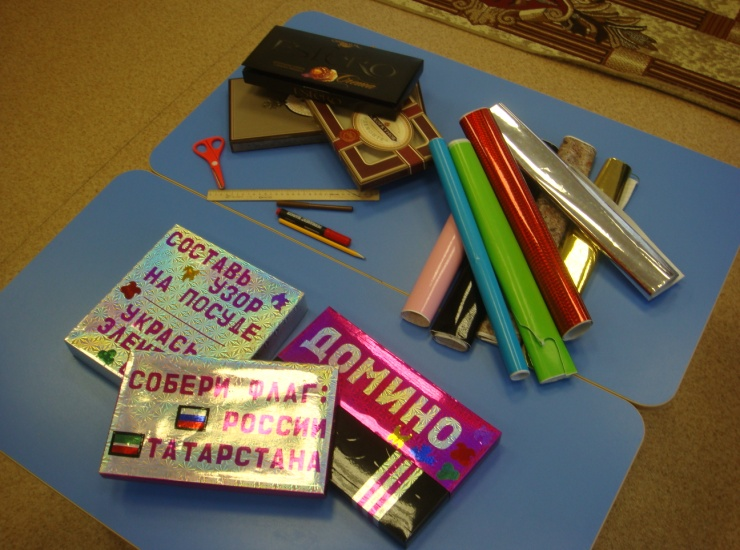 СОСТАВЬ
УЗОР
НА ПОСУДЕ
УКРАСЬ
СОБЕРИ ФЛАГ:
РОССИИ
ТАТАРСТАНА
ДОМИНО